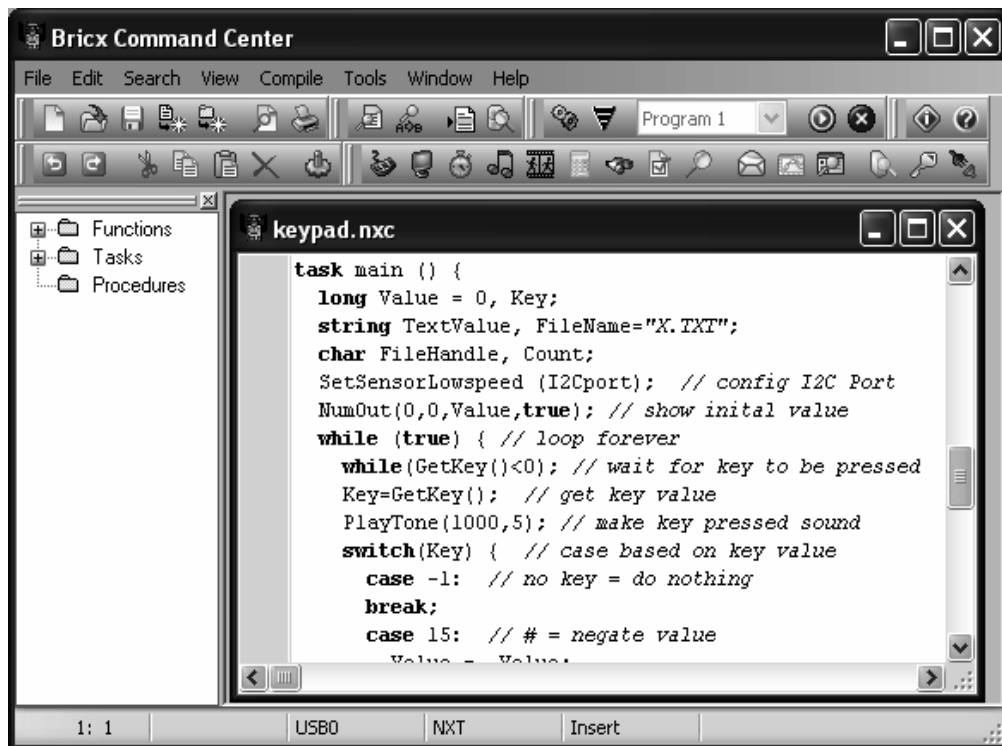 Bricx Command Center
File Edit Search View Compile Tools Window Help
Program 1
Functions
Tasks
Procedures
keypad.nxc
task main () {
long Value = 0, Key;
string TextValue, FileName="X.TXT";
char FileHandle, Count;
SetSensorLowspeed (I2Cport); // config I2C Port
NumOut(0,0,Value,true); // show inital value
while (true) { // loop forever
while(GetKey()<0); // wait for key to be pressed
Key=GetKey(); // get key value
PlayTone(1000,5); // make key pressed sound
switch(Key) { // case based on key value
case -1: // no key = do nothing
break;
case 15: // # = negate value
1: 1 USB0 NXT Insert